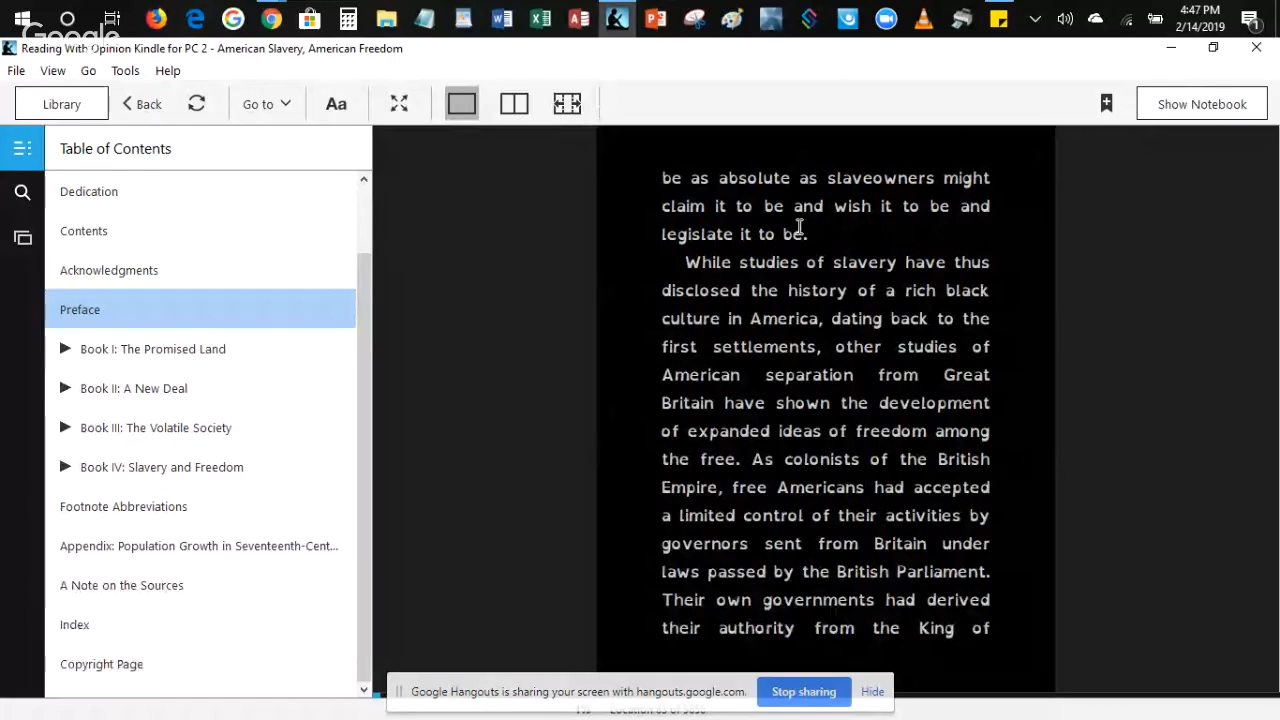 4:47 PM
2/14/2019
Google
Reading With Opinion Kindle for PC 2 - American Slavery, American Freedom
File View Go Tools Help
Library Back Go to Aa Show Notebook
Table of Contents
Dedication
Contents
Acknowledgments
Preface
Book I: The Promised Land
Book II: A New Deal
Book III: The Volatile Society
Book IV: Slavery and Freedom
Footnote Abbreviations
Appendix: Population Growth in Seventeenth-Cent...
A Note on the Sources
Index
Copyright Page
be as absolute as slaveowners might
claim it to be and wish it to be and
legislate it to be.
While studies of slavery have thus
disclosed the history of a rich black
culture in America, dating back to the
first settlements, other studies of
American separation from Great
Britain have shown the development
of expanded ideas of freedom among
the free. As colonists of the British
Empire, free Americans had accepted
a limited control of their activities by
governors sent from Britain under
laws passed by the British Parliament.
Their own governments had derived
their authority from the King of
Google Hangouts is sharing your screen with hangouts.google.com. Stop sharing Hide